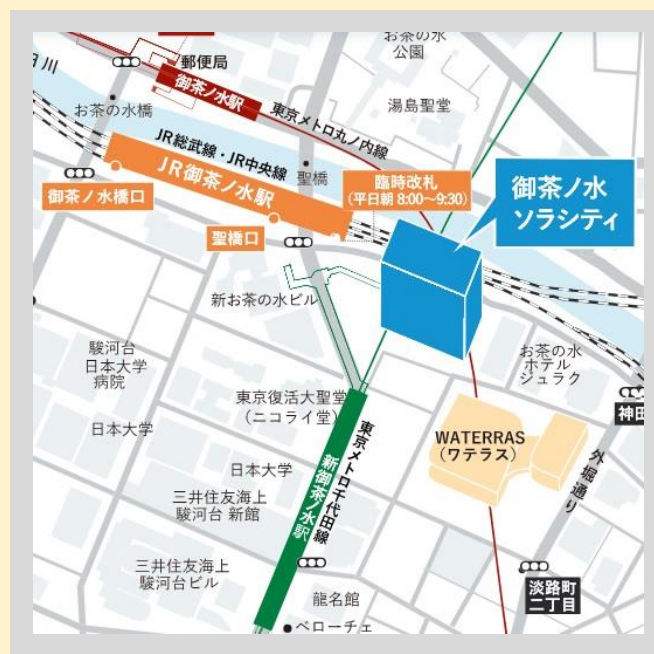 郵便局
お茶の水
公園
御茶ノ水駅
湯島聖堂
お茶の水橋
東京メトロ丸ノ内線
JR総武線・JR中央線
JR御茶ノ水駅
聖橋
臨時改札
(平日朝 8:00~9:30)
御茶ノ水
ソラシティ
御茶ノ水橋口
聖橋口
新お茶の水ビル
駿河台
日本大学
病院
お茶の水
ホテル
ジュラク
東京復活大聖堂
(ニコライ堂)
日本大学
WATERRAS
(ワテラス)
外堀通り
東京メトロ千代田線
新御茶ノ水駅
日本大学
三井住友海上
駿河台 新館
三井住友海上
駿河台ビル
淡路町
二丁目
龍名館
ベローチェ